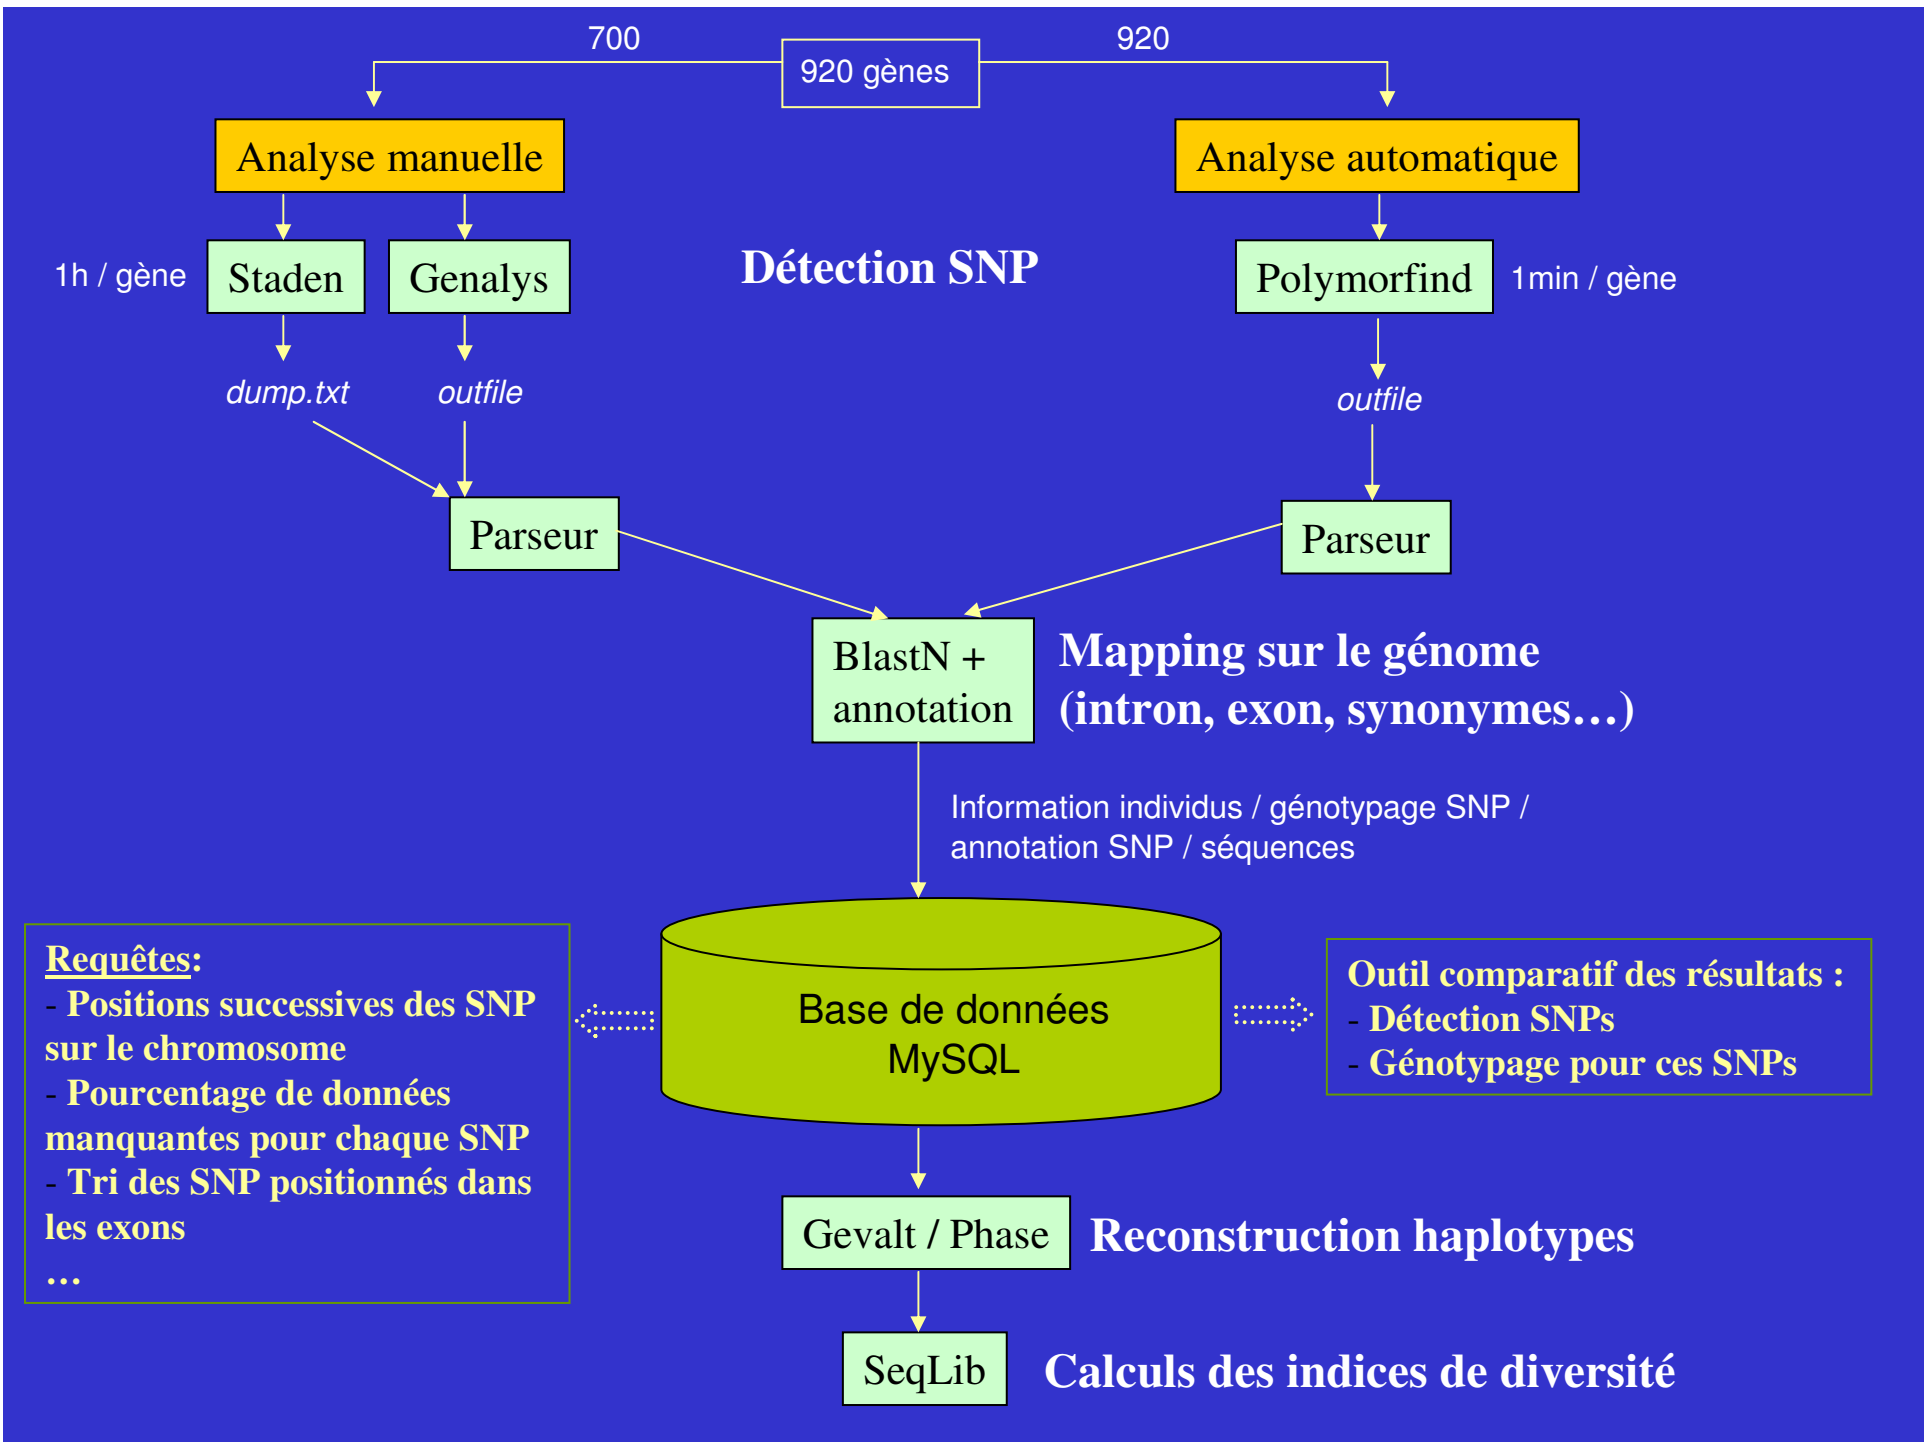 700
920
920 gènes
Analyse manuelle
Analyse automatique
1h / gène
Staden
Genalys
Détection SNP
Polymorfind
1min / gène
dump.txt
outfile
outfile
Parseur
Parseur
BlastN +
annotation
Mapping sur le génome
(intron, exon, synonymes…)
Information individus / génotypage SNP /
annotation SNP / séquences
Requêtes:
- Positions successives des SNP
sur le chromosome
- Pourcentage de données
manquantes pour chaque SNP
- Tri des SNP positionnés dans
les exons
…
Base de données
MySQL
Outil comparatif des résultats :
- Détection SNPs
- Génotypage pour ces SNPs
Gevalt / Phase
Reconstruction haplotypes
SeqLib
Calculs des indices de diversité